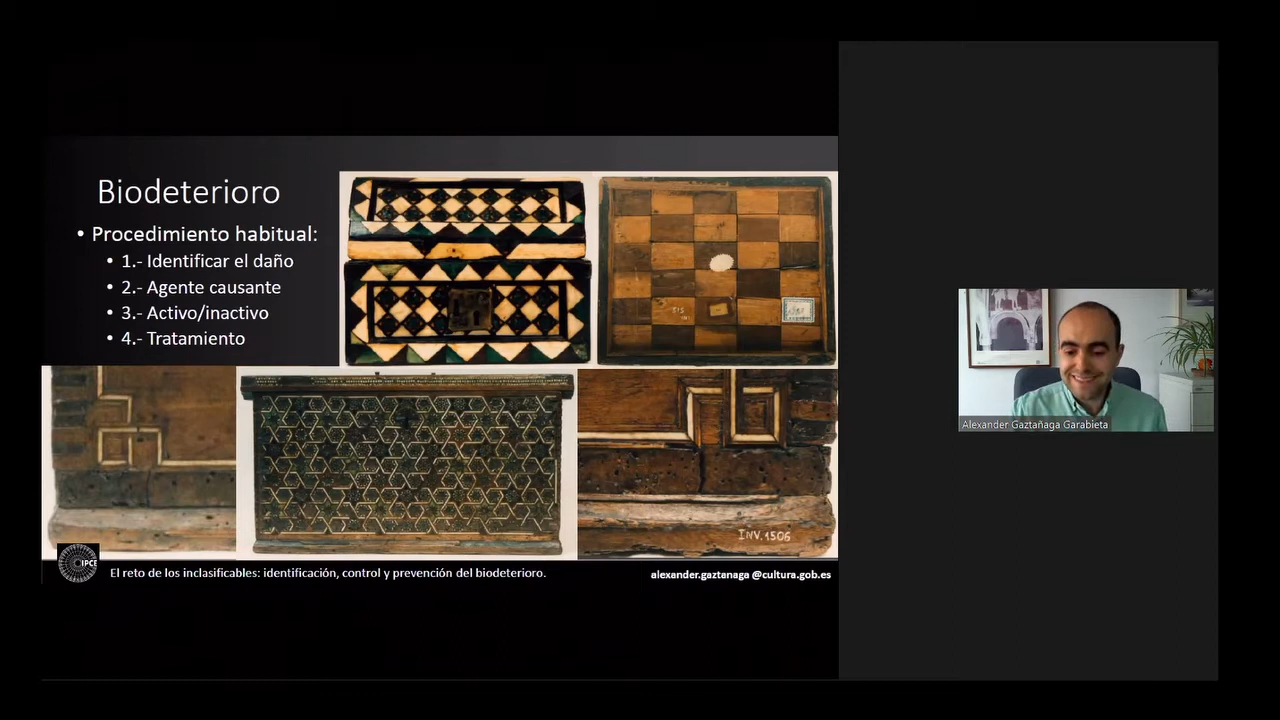 Biodeterioro
• Procedimiento habitual:
• 1.- Identificar el daño
• 2.- Agente causante
• 3.- Activo/inactivo
• 4.- Tratamiento
INV.1506
IPCE
El reto de los inclasificables: identificación, control y prevención del biodeterioro.
alexander.gaztanaga @cultura.gob.es
Alexander Gaztañaga Garabieta